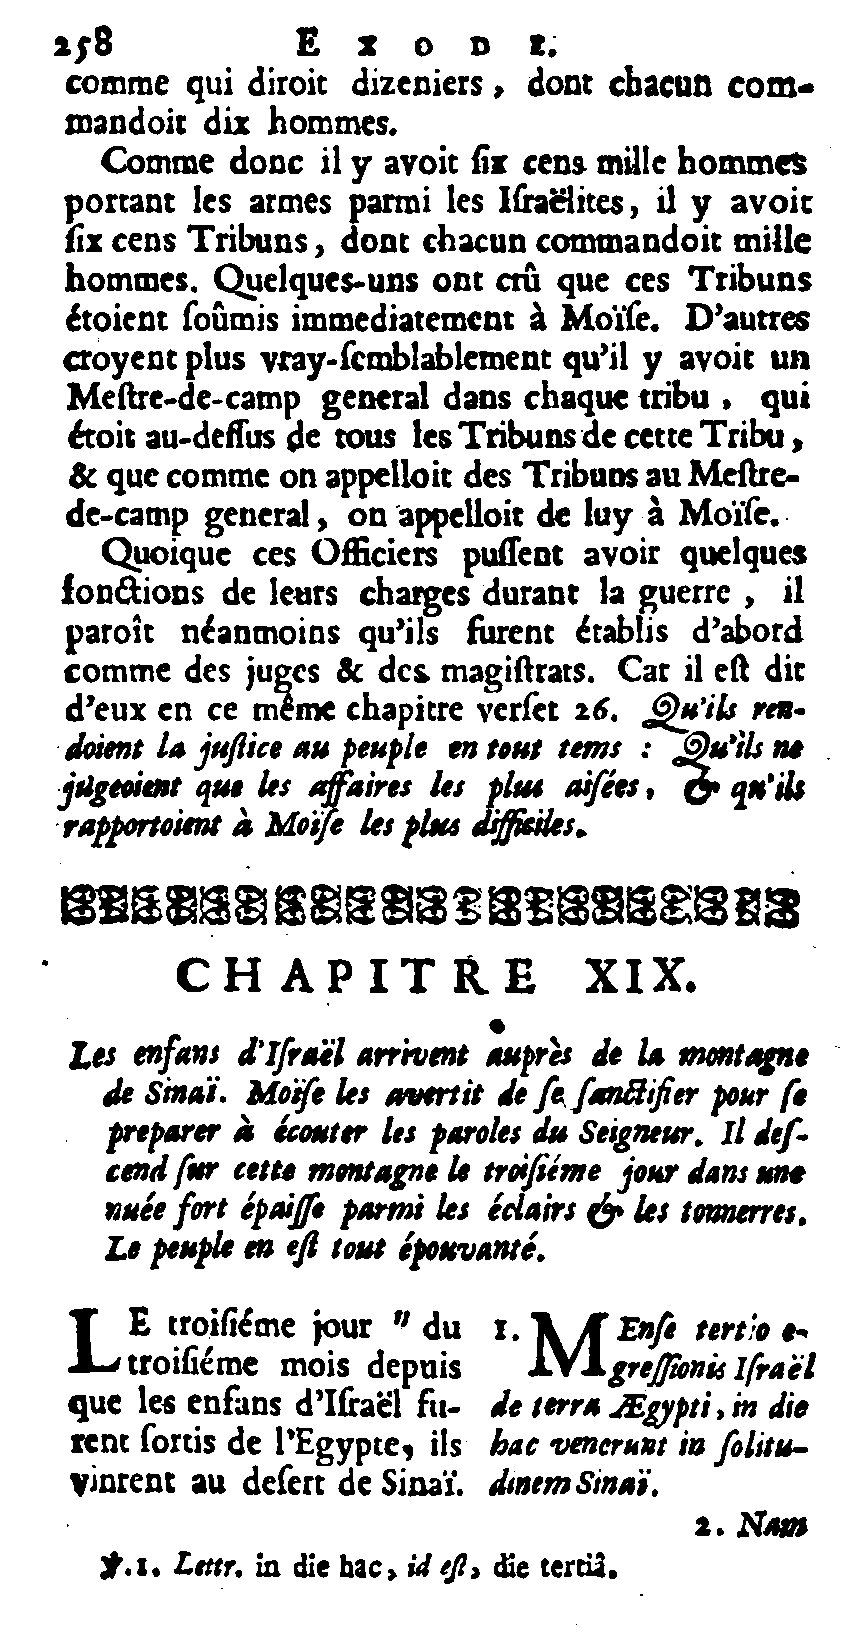 258 EXODE.
comme qui diroit dizeniers, dont chacun com-
mandoit dix hommes.
Comme donc il y avoit ſix cens mille hommes
portant les armes parmi les Iſraëlites, il y avoit
ſix cens Tribuns, dont chacun commandoit mille
hommes. Quelques-uns ont crû que ces Tribuns
étoient ſoûmis immediatement à Moïſe. D'autres
croyent plus vray-ſemblablement qu'il y avoit un
Meſtre-de-camp general dans chaque tribu, qui
étoit au-deſſus de tous les Tribuns de cette Tribu,
& que comme on appelloit des Tribuns au Meſtre-
de-camp general, on appelloit de luy à Moïſe.
Quoique ces Officiers puſſent avoir quelques
fonctions de leurs charges durant la guerre, il
paroît néanmoins qu'ils furent établis d'abord
comme des juges & des magiſtrats. Car il eſt dit
d'eux en ce même chapitre verſet 26. Qu'ils ren-
doient la juſtice au peuple en tout tems : Qu'ils ne
jugeoient que les affaires les plus aiſées, & qu'ils
rapportoient à Moïſe les plus difficiles.
CHAPITRE XIX.
Les enfans d'Iſraël arrivent auprès de la montagne
de Sinaï. Moïſe les avertit de ſe ſanctifier pour ſe
preparer à écouter les paroles du Seigneur. Il deſ-
cend ſur cette montagne le troiſiéme jour dans une
nuée fort épaiſſe parmi les éclairs & les tonnerres.
Le peuple en eſt tout épouvanté.
LE troiſiéme jour " du
troiſiéme mois depuis
que les enfans d'Iſraël fu-
rent ſortis de l'Egypte, ils
vinrent au deſert de Sinaï.
1. MEnſe tertio e-
greſſionis Iſraël
de terra Ægypti, in die
hac venerunt in ſolitu-
dinem Sinaï.
2. Nam
℣.1. Lettr. in die hac, id eſt, die tertiâ.